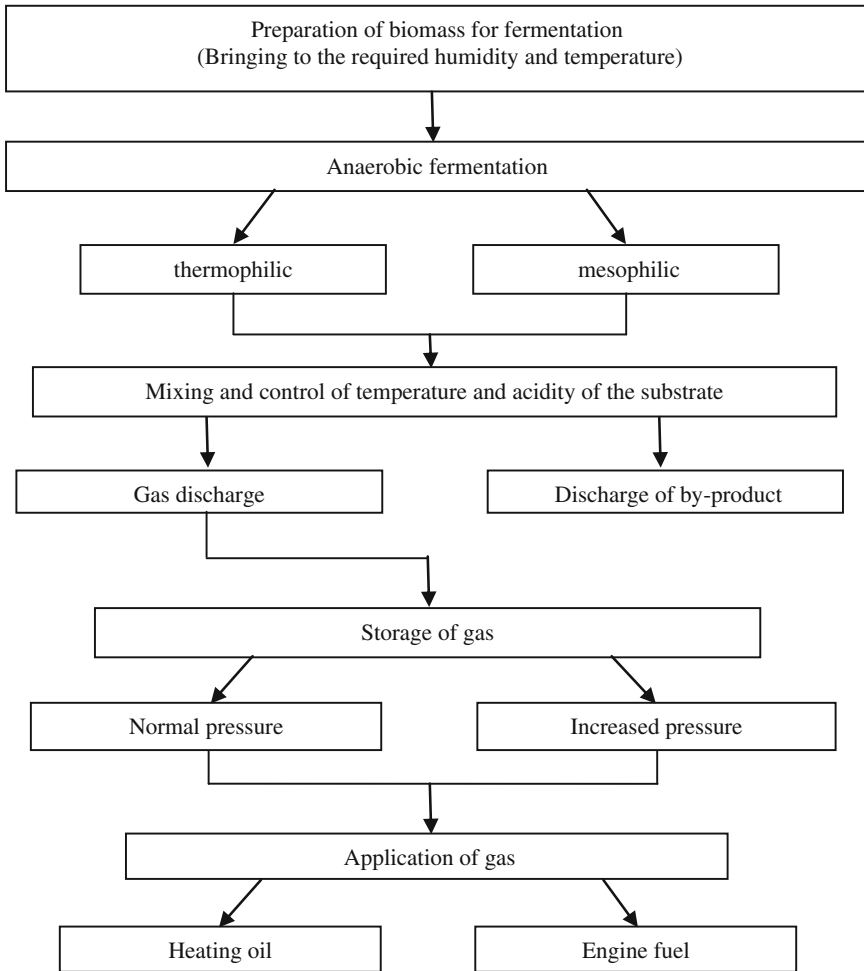 Preparation of biomass for fermentation
(Bringing to the required humidity and temperature)
Anaerobic fermentation
thermophilic
mesophilic
Mixing and control of temperature and acidity of the substrate
Gas discharge
Discharge of by-product
Storage of gas
Normal pressure
Increased pressure
Application of gas
Heating oil
Engine fuel